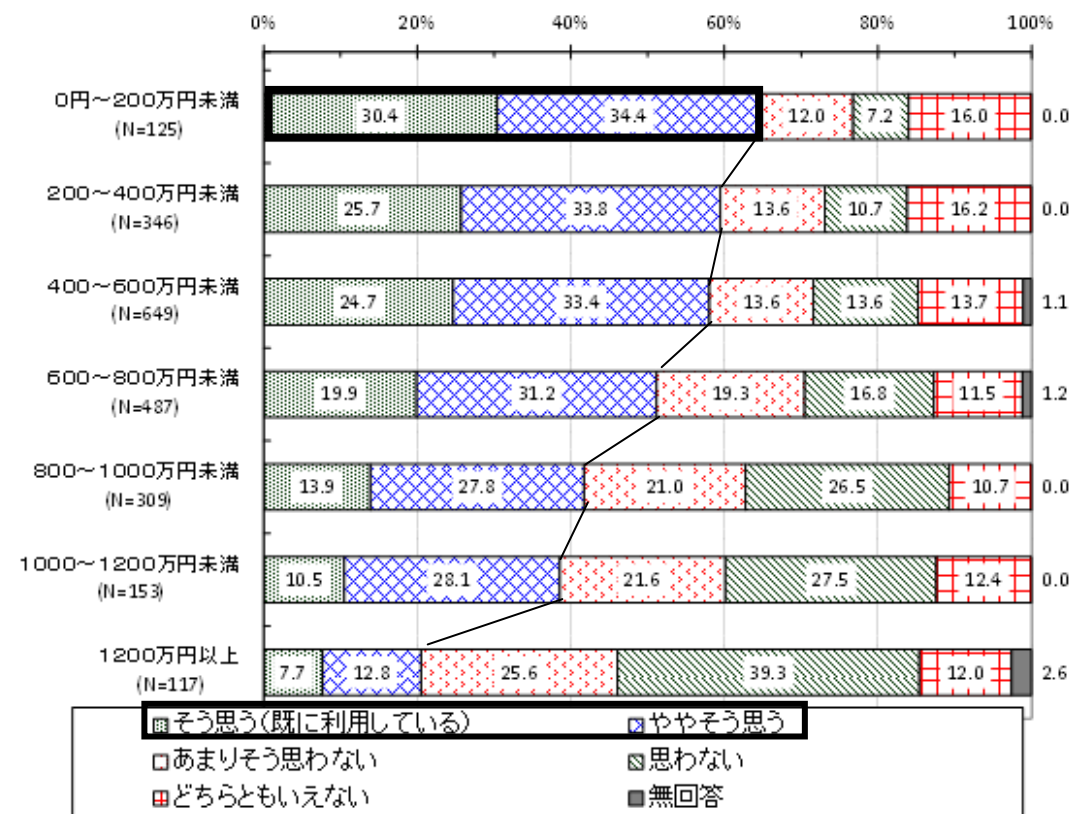 0% 20% 40% 60% 80% 100%
0円～200万円未満
(N=125)
30.4 34.4 12.0 7.2 16.0 0.0
200～400万円未満
(N=346)
25.7 33.8 13.6 10.7 16.2 0.0
400～600万円未満
(N=649)
24.7 33.4 13.6 13.6 13.7 1.1
600～800万円未満
(N=487)
19.9 31.2 19.3 16.8 11.5 1.2
800～1000万円未満
(N=309)
13.9 27.8 21.0 26.5 10.7 0.0
1000～1200万円未満
(N=153)
10.5 28.1 21.6 27.5 12.4 0.0
1200万円以上
(N=117)
7.7 12.8 25.6 39.3 12.0 2.6
そう思う(既に利用している) ややそう思う
あまりそう思わない 思わない
どちらともいえない 無回答